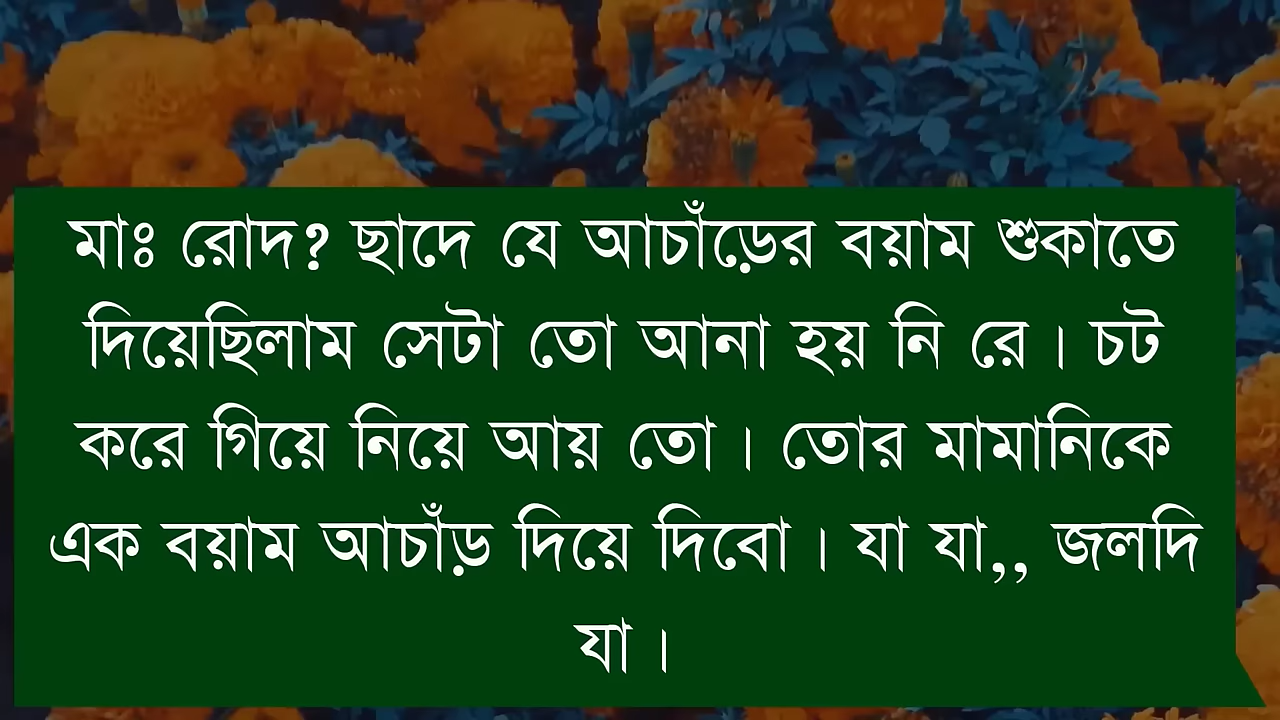 মাঃ রোদ? ছাদে যে আচাঁড়ের বয়াম শুকাতে
দিয়েছিলাম সেটা তো আনা হয় নি রে। চট
করে গিয়ে নিয়ে আয় তো। তোর মামানিকে
এক বয়াম আচাঁড় দিয়ে দিবো। যা যা,, জলদি
যা।